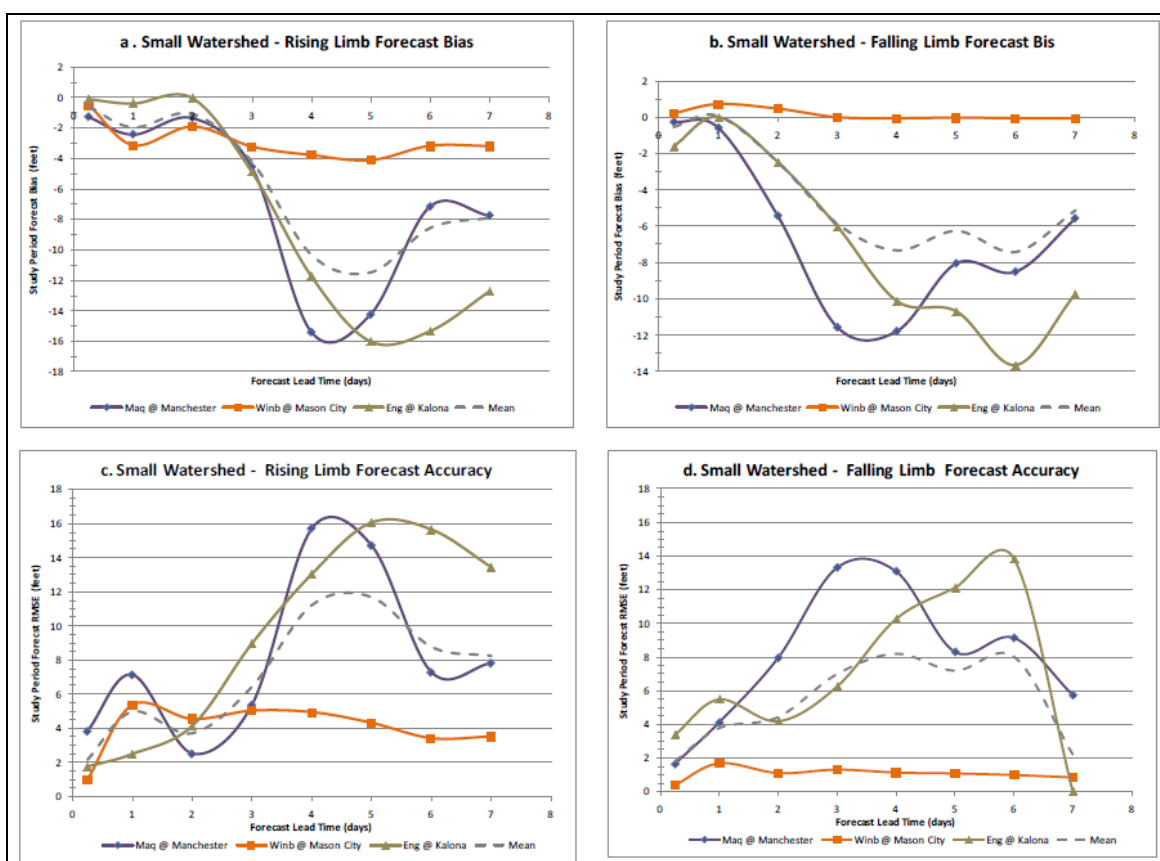 a . Small Watershed - Rising Limb Forecast Bias
2
0
-2
-4
-6
-8
-10
-12
-14
-16
-18
0 1 2 3 4 5 6 7 8
Study Period Forecst Bias (feet)
Forecast Lead Time (days)
Maq @ Manchester Winb @ Mason City Eng @ Kalona Mean
b. Small Watershed - Falling Limb Forecast Bis
2
0
-2
-4
-6
-8
-10
-12
-14
0 1 2 3 4 5 6 7 8
Study Period Forecst Bias (feet)
Forecast Lead Time (days)
Maq @ Manchester Winb @ Mason City Eng @ Kalona Mean
c. Small Watershed - Rising Limb Forecast Accuracy
18
16
14
12
10
8
6
4
2
0
0 1 2 3 4 5 6 7 8
Study Period Forecst RMSE (feet)
Forecast Lead Time (days)
Maq @ Manchester Winb @ Mason City Eng @ Kalona Mean
d. Small Watershed - Falling Limb Forecast Accuracy
18
16
14
12
10
8
6
4
2
0
0 1 2 3 4 5 6 7 8
Study Period Forecst RMSE (feet)
Forecast Lead Time (days)
Maq @ Manchester Winb @ Mason City Eng @ Kalona Mean